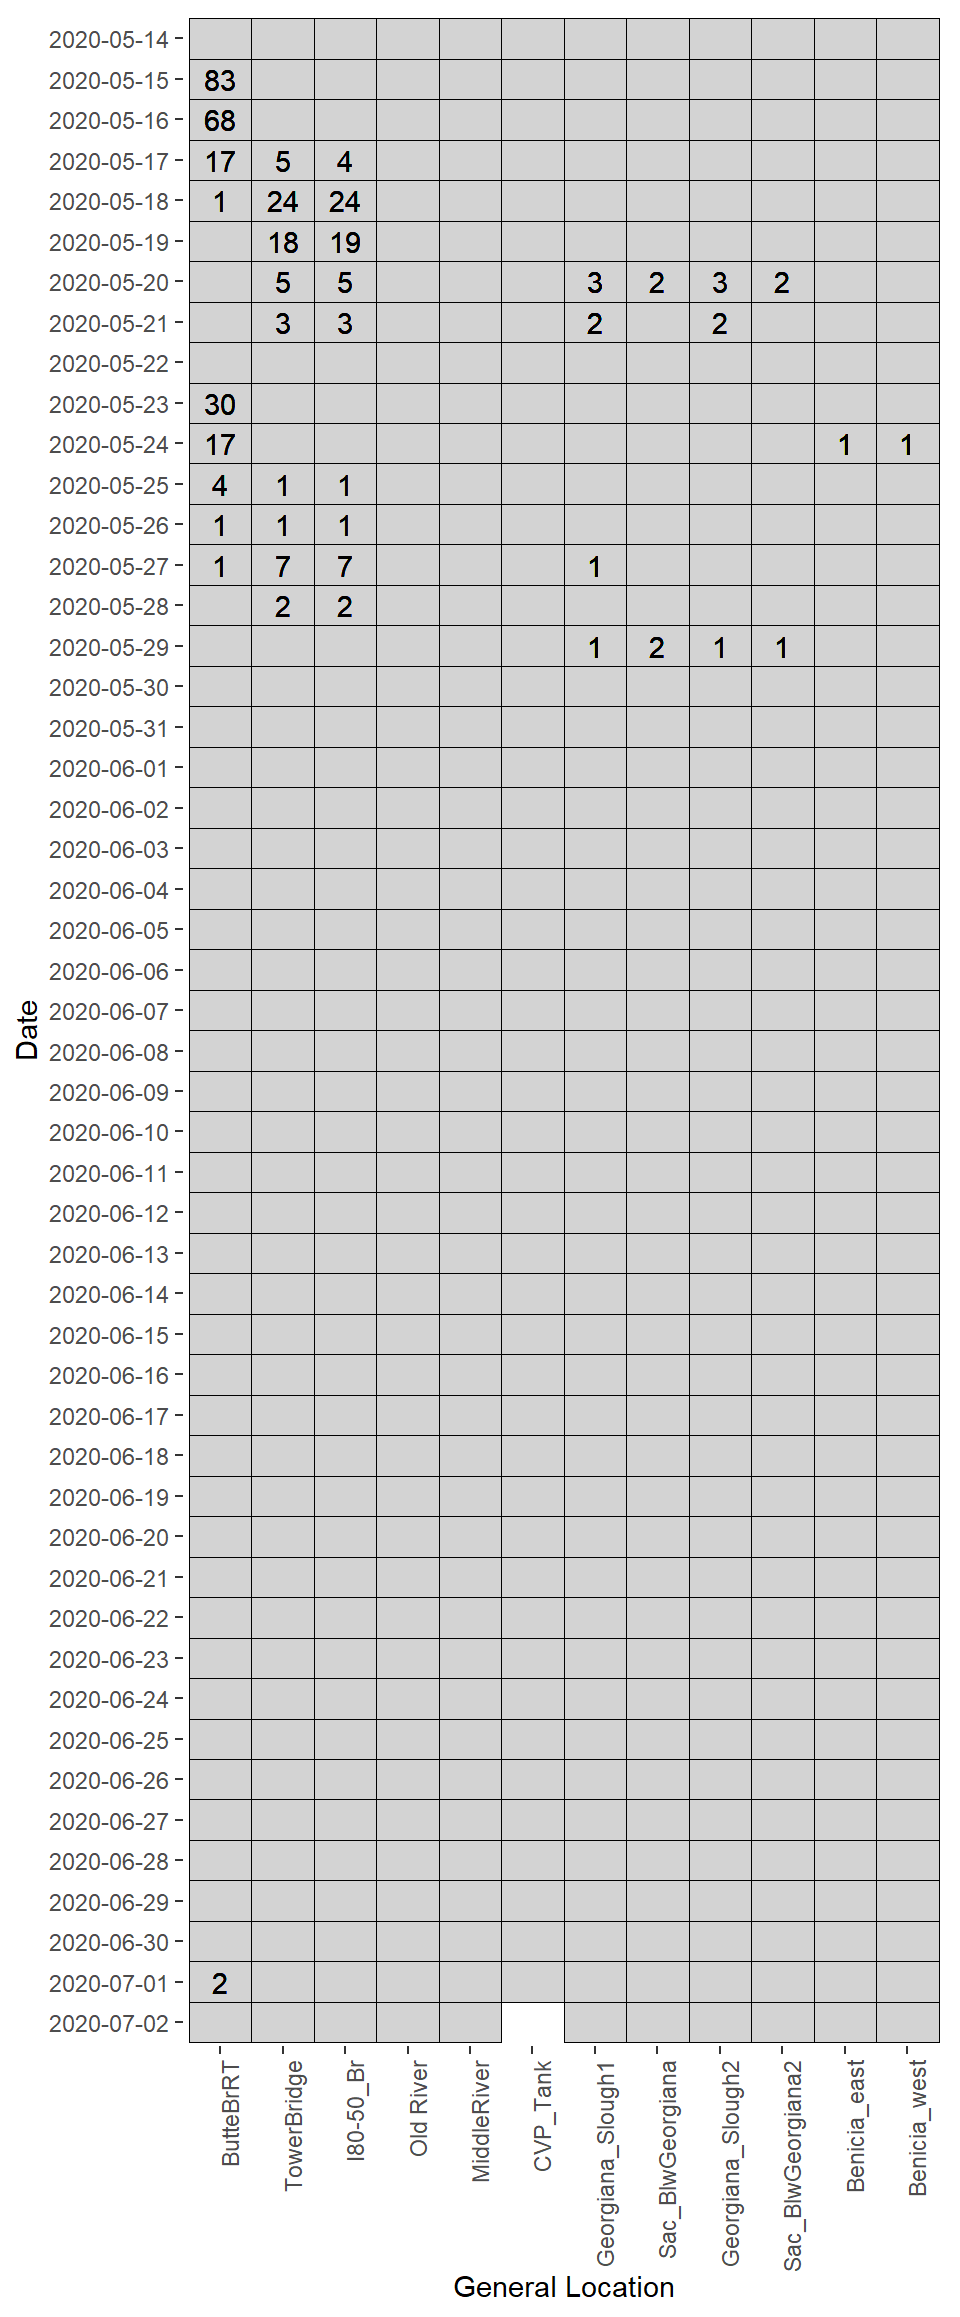 2020-05-14
2020-05-15 83
2020-05-16 68
2020-05-17 17 5 4
2020-05-18 1 24 24
2020-05-19 18 19
2020-05-20 5 5 3 2 3 2
2020-05-21 3 3 2 2
2020-05-22
2020-05-23 30
2020-05-24 17 1 1
2020-05-25 4 1 1
2020-05-26 1 1 1
2020-05-27 1 7 7 1
2020-05-28 2 2
2020-05-29 1 2 1 1
2020-05-30
2020-05-31
2020-06-01
2020-06-02
2020-06-03
2020-06-04
2020-06-05
2020-06-06
2020-06-07
2020-06-08
2020-06-09
2020-06-10
2020-06-11
2020-06-12
2020-06-13
2020-06-14
2020-06-15
2020-06-16
2020-06-17
2020-06-18
2020-06-19
2020-06-20
2020-06-21
2020-06-22
2020-06-23
2020-06-24
2020-06-25
2020-06-26
2020-06-27
2020-06-28
2020-06-29
2020-06-30
2020-07-01 2
2020-07-02
Date
ButteBrRT
TowerBridge
I80-50_Br
Old River
MiddleRiver
CVP_Tank
Georgiana_Slough1
Sac_BlwGeorgiana
Georgiana_Slough2
Sac_BlwGeorgiana2
Benicia_east
Benicia_west
General Location